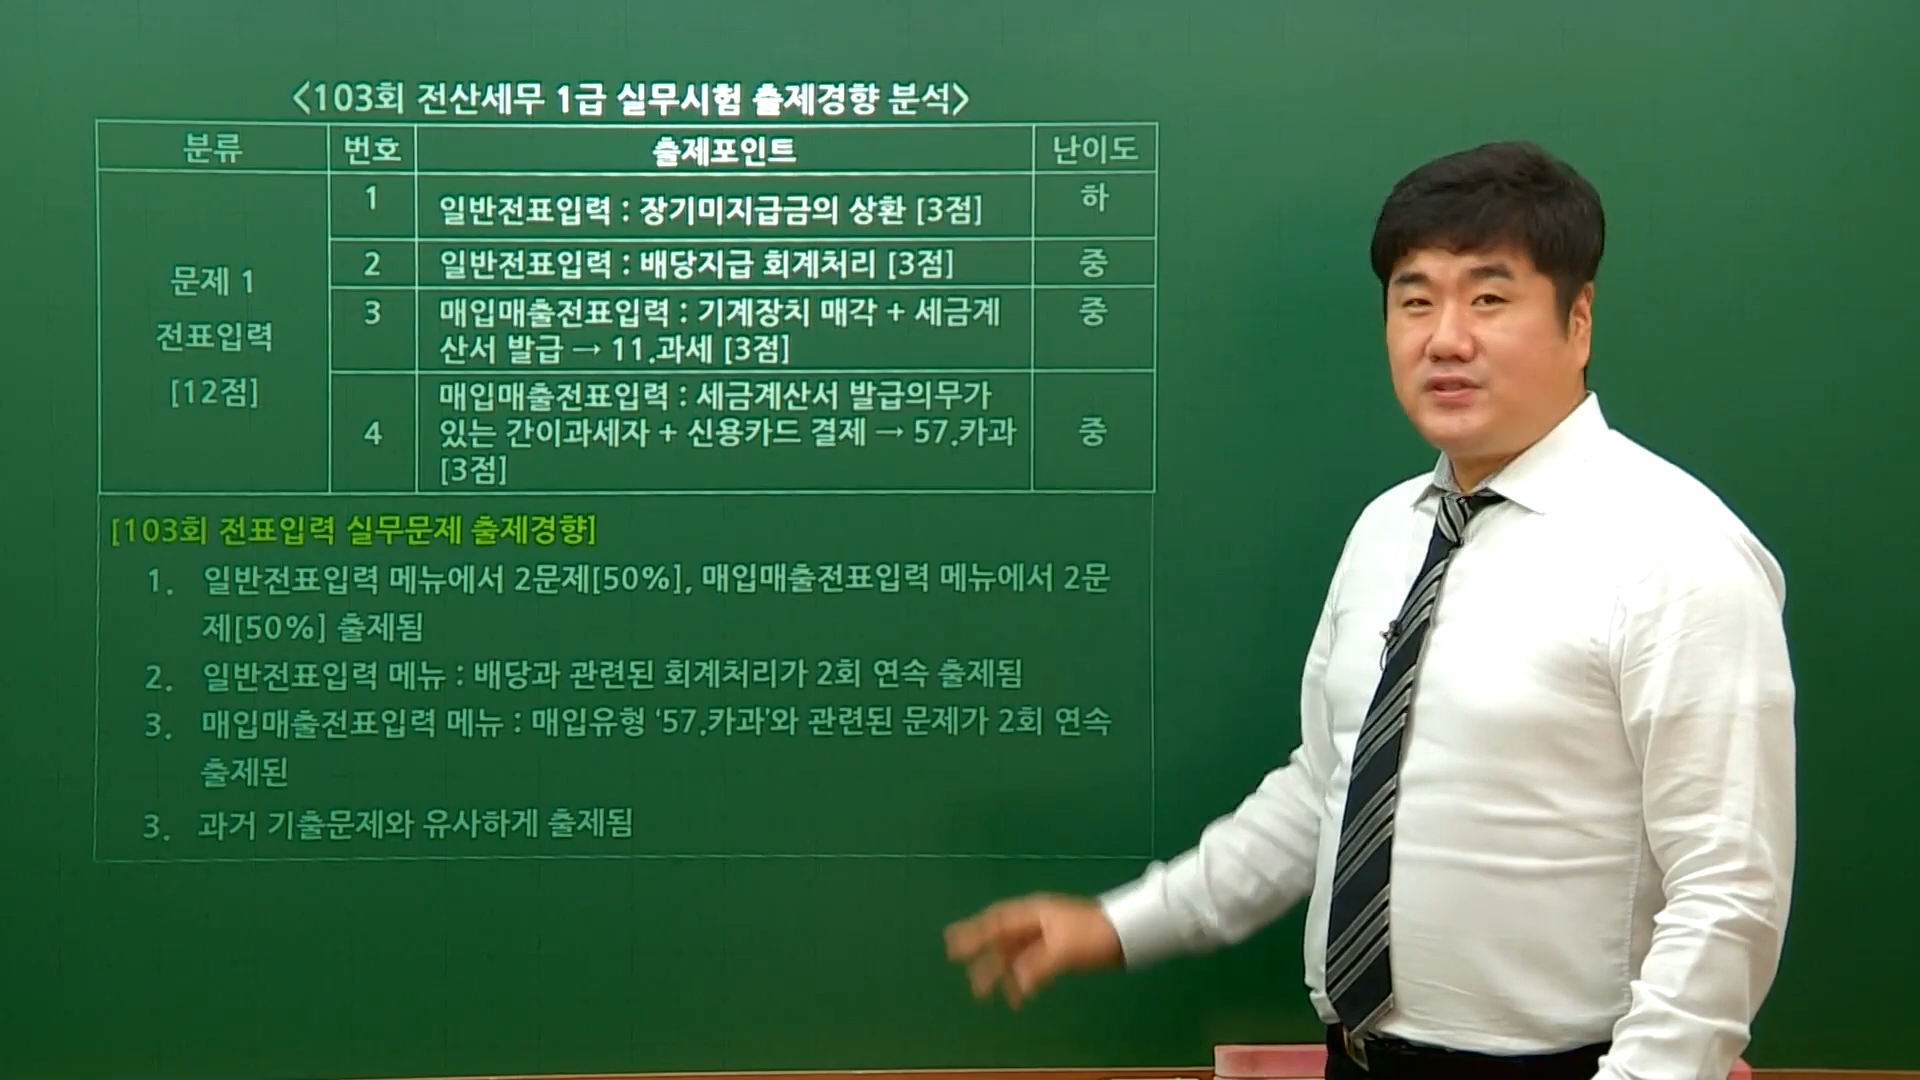 <103회 전산세무 1급 실무시험 출제경향 분석>
분류 번호 출제포인트 난이도
문제 1
전표입력
[12점]
1 일반전표입력 : 장기미지급금의 상환 [3점] 하
2 일반전표입력 : 배당지급 회계처리 [3점] 중
3 매입매출전표입력 : 기계장치 매각 + 세금계 중
산서 발급 → 11.과세 [3점]
매입매출전표입력 : 세금계산서 발급의무가
4 있는 간이과세자 + 신용카드 결제 → 57.카과 중
[3점]
[103회 전표입력 실무문제 출제경향]
1. 일반전표입력 메뉴에서 2문제[50%], 매입매출전표입력 메뉴에서 2문
제[50%] 출제됨
2. 일반전표입력 메뉴 : 배당과 관련된 회계처리가 2회 연속 출제됨
3. 매입매출전표입력 메뉴 : 매입유형 '57.카과'와 관련된 문제가 2회 연속
출제된
3. 과거 기출문제와 유사하게 출제됨